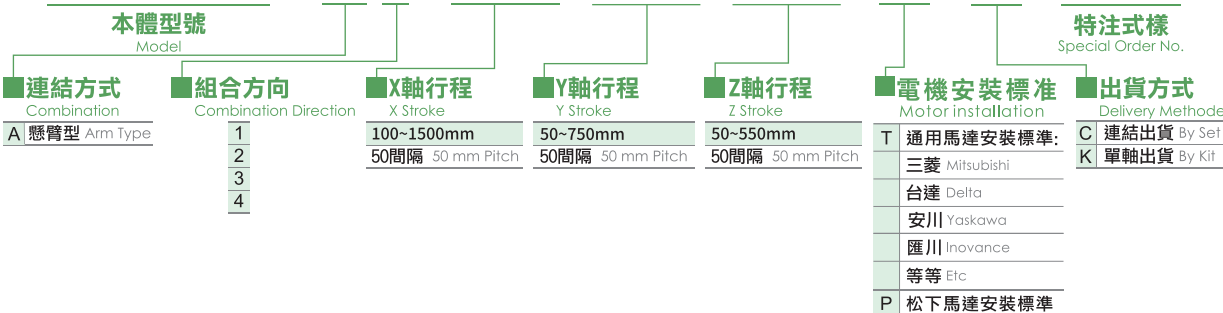 本體型號
Model
特注式樣
Special Order No.
連結方式
Combination
A 懸臂型 Arm Type
組合方向
Combination Direction
1
2
3
4
X軸行程
X Stroke
100~1500mm
50間隔 50 mm Pitch
Y軸行程
Y Stroke
50~750mm
50間隔 50 mm Pitch
Z軸行程
Z Stroke
50~550mm
50間隔 50 mm Pitch
電機安裝標准
Motor installation
T 通用馬達安裝標準:
三菱 Mitsubishi
台達 Delta
安川 Yaskawa
匯川 Inovance
等等 Etc
P 松下馬達安裝標準
出貨方式
Delivery Methode
C 連結出貨 By Set
K 單軸出貨 By Kit